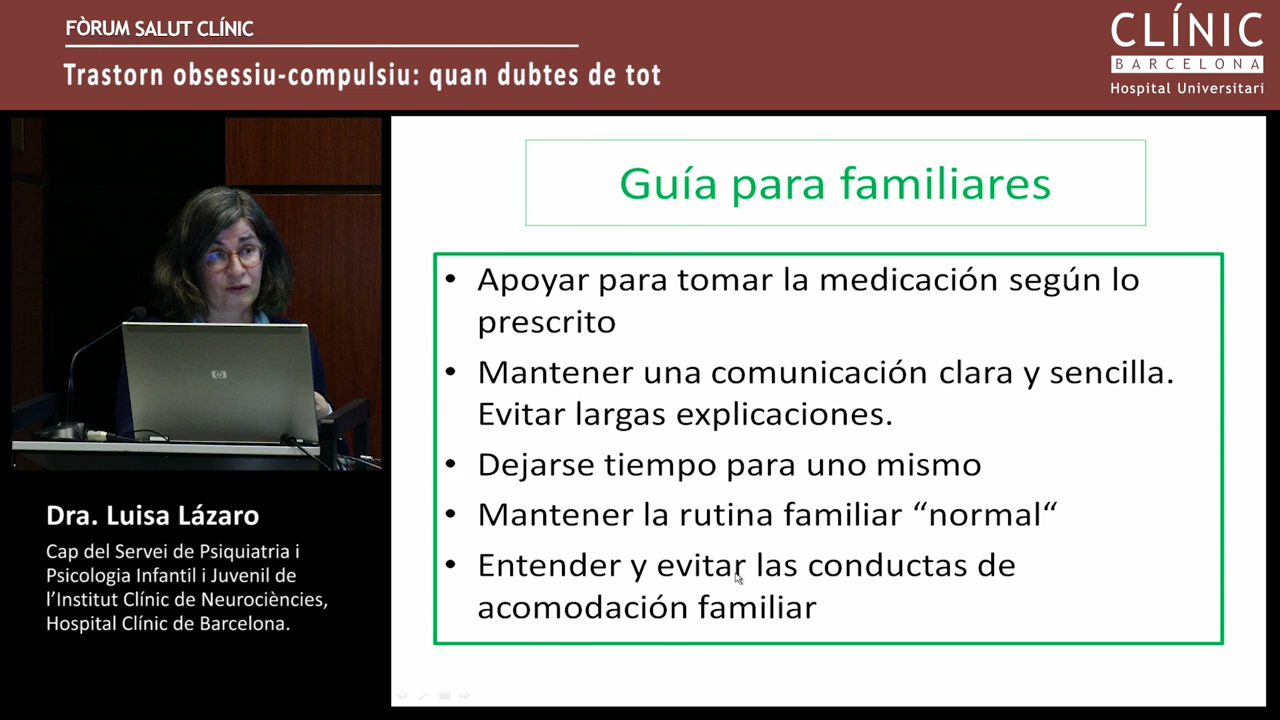 FÒRUM SALUT CLÍNIC
Trastorn obsessiu-compulsiu: quan dubtes de tot
CLÍNIC
BARCELONA
Hospital Universitari
Guía para familiares
• Apoyar para tomar la medicación según lo
prescrito
• Mantener una comunicación clara y sencilla.
Evitar largas explicaciones.
• Dejarse tiempo para uno mismo
• Mantener la rutina familiar “normal“
• Entender y evitar las conductas de
acomodación familiar
hp
Dra. Luisa Lázaro
Cap del Servei de Psiquiatria i
Psicologia Infantil i Juvenil de
l’Institut Clínic de Neurociències,
Hospital Clínic de Barcelona.